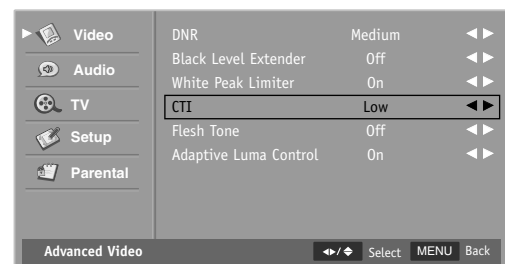 Video
Audio
TV
Setup
Parental
DNR Medium
Black Level Extender Off
White Peak Limiter On
CTI Low
Flesh Tone Off
Adaptive Luma Control On
Advanced Video
Select MENU Back